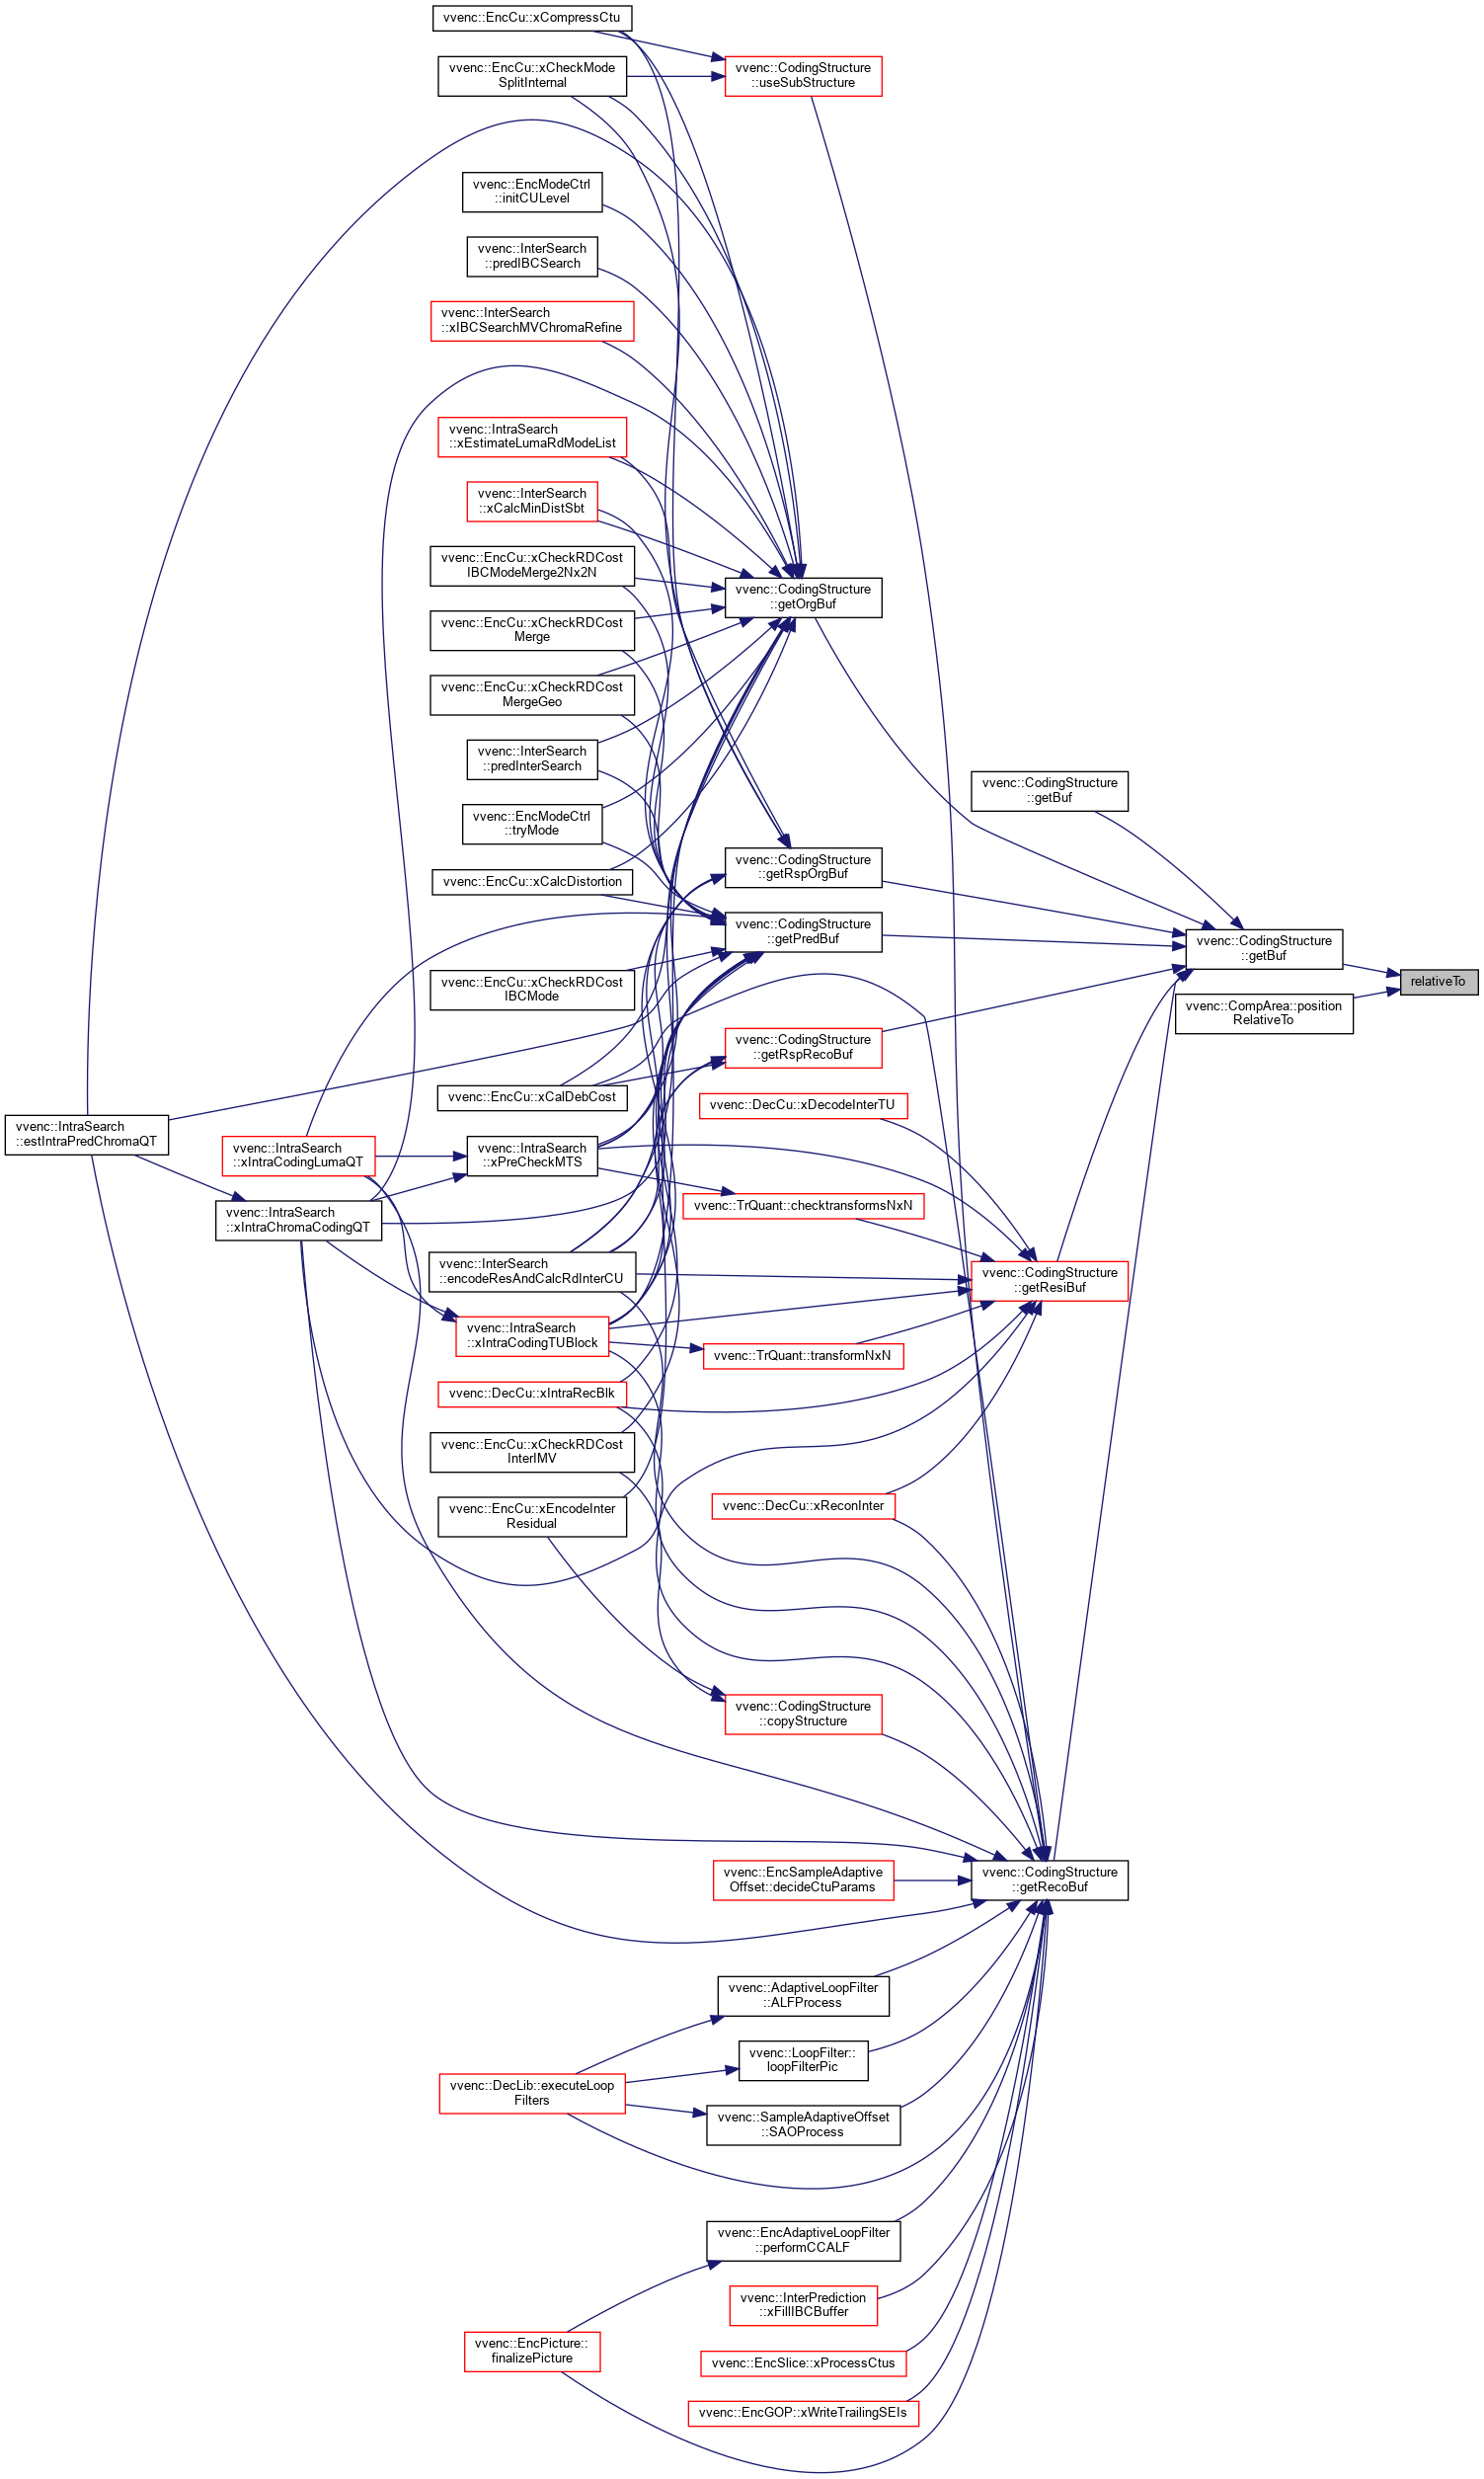 vvenc::EncCu::xCompressCtu
vvenc::EncCu::xCheckMode
SplitInternal
vvenc::CodingStructure
::useSubStructure
vvenc::EncModeCtrl
::initCULevel
vvenc::InterSearch
::predIBCSearch
vvenc::InterSearch
::xIBCSearchMVChromaRefine
vvenc::IntraSearch
::xEstimateLumaRdModeList
vvenc::InterSearch
::xCalcMinDistSbt
vvenc::EncCu::xCheckRDCost
IBCModeMerge2Nx2N
vvenc::CodingStructure
::getOrgBuf
vvenc::EncCu::xCheckRDCost
Merge
vvenc::EncCu::xCheckRDCost
MergeGeo
vvenc::InterSearch
::predInterSearch
vvenc::CodingStructure
::getBuf
vvenc::EncModeCtrl
::tryMode
vvenc::CodingStructure
::getRspOrgBuf
vvenc::EncCu::xCalcDistortion
vvenc::CodingStructure
::getPredBuf
vvenc::CodingStructure
::getBuf
relativeTo
vvenc::EncCu::xCheckRDCost
IBCMode
vvenc::CompArea::position
RelativeTo
vvenc::CodingStructure
::getRspRecoBuf
vvenc::EncCu::xCalDebCost
vvenc::DecCu::xDecodeInterTU
vvenc::IntraSearch
::estIntraPredChromaQT
vvenc::IntraSearch
::xIntraCodingLumaQT
vvenc::IntraSearch
::xPreCheckMTS
vvenc::TrQuant::checktransformsNxN
vvenc::IntraSearch
::xIntraChromaCodingQT
vvenc::InterSearch
::encodeResAndCalcRdInterCU
vvenc::CodingStructure
::getResiBuf
vvenc::IntraSearch
::xIntraCodingTUBlock
vvenc::TrQuant::transformNxN
vvenc::DecCu::xIntraRecBlk
vvenc::EncCu::xCheckRDCost
InterIMV
vvenc::EncCu::xEncodeInter
Residual
vvenc::DecCu::xReconInter
vvenc::CodingStructure
::copyStructure
vvenc::EncSampleAdaptive
Offset::decideCtuParams
vvenc::CodingStructure
::getRecoBuf
vvenc::AdaptiveLoopFilter
::ALFProcess
vvenc::LoopFilter::
loopFilterPic
vvenc::DecLib::executeLoop
Filters
vvenc::SampleAdaptiveOffset
::SAOProcess
vvenc::EncAdaptiveLoopFilter
::performCCALF
vvenc::InterPrediction
::xFillIBCBuffer
vvenc::EncPicture::
finalizePicture
vvenc::EncSlice::xProcessCtus
vvenc::EncGOP::xWriteTrailingSEIs